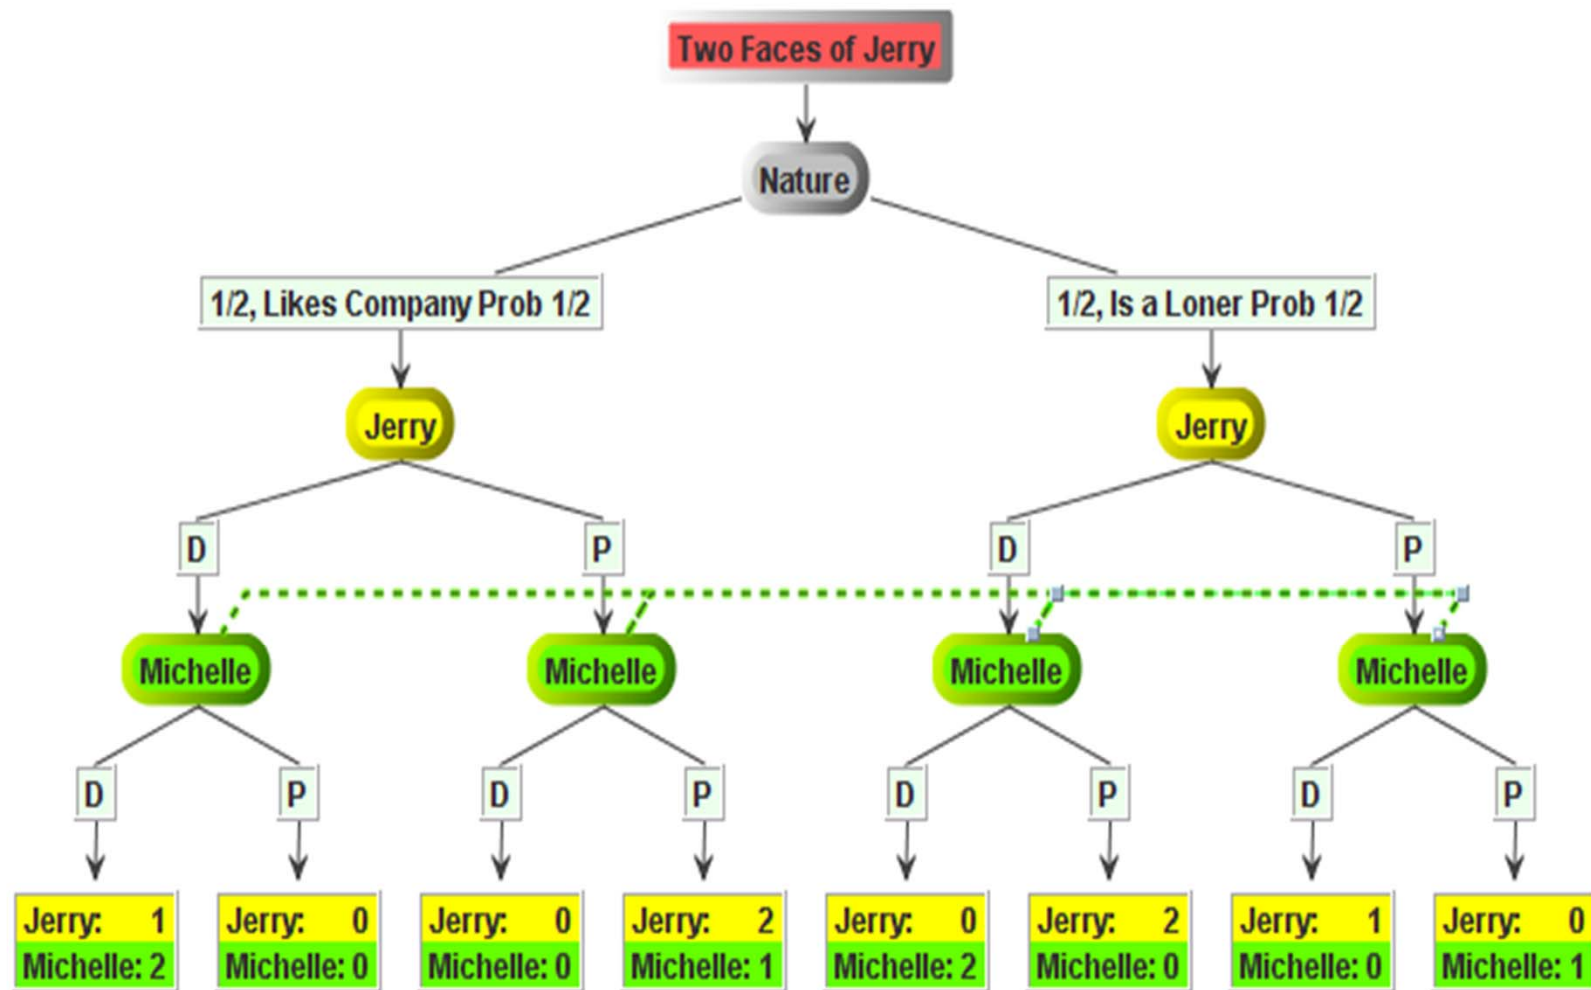 Two Faces of Jerry
Nature
1/2, Likes Company Prob 1/2
1/2, Is a Loner Prob 1/2
Jerry
Jerry
D
P
D
P
Michelle
Michelle
Michelle
Michelle
D
P
D
P
D
P
D
P
Jerry: 1
Michelle: 2
Jerry: 0
Michelle: 0
Jerry: 0
Michelle: 0
Jerry: 2
Michelle: 1
Jerry: 0
Michelle: 2
Jerry: 2
Michelle: 0
Jerry: 1
Michelle: 0
Jerry: 0
Michelle: 1